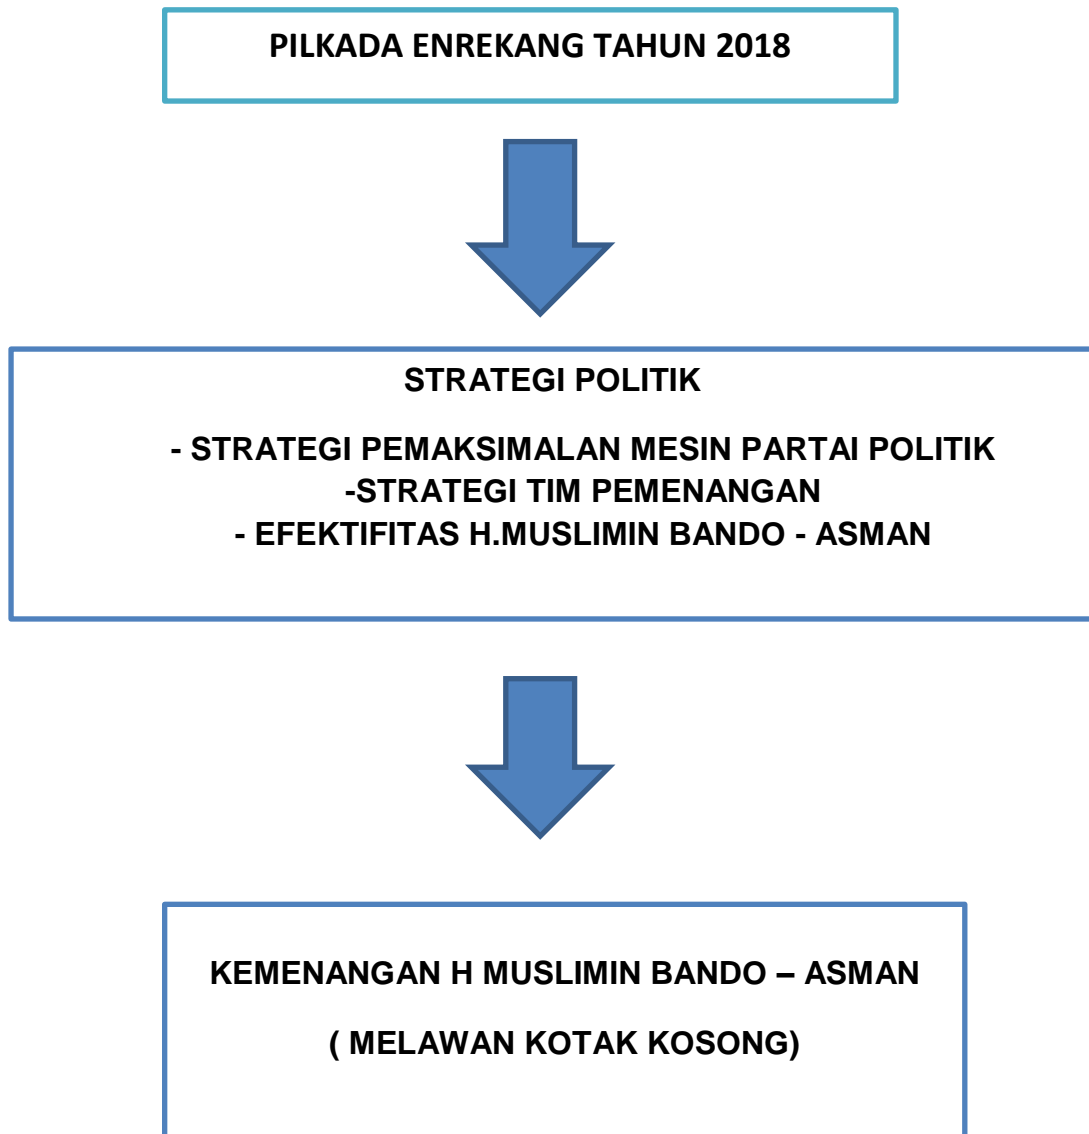 PILKADA ENREKANG TAHUN 2018
STRATEGI POLITIK
- STRATEGI PEMAKSIMALAN MESIN PARTAI POLITIK
-STRATEGI TIM PEMENANGAN
- EFEKTIFITAS H.MUSLIMIN BANDO - ASMAN
KEMENANGAN H MUSLIMIN BANDO – ASMAN
( MELAWAN KOTAK KOSONG)